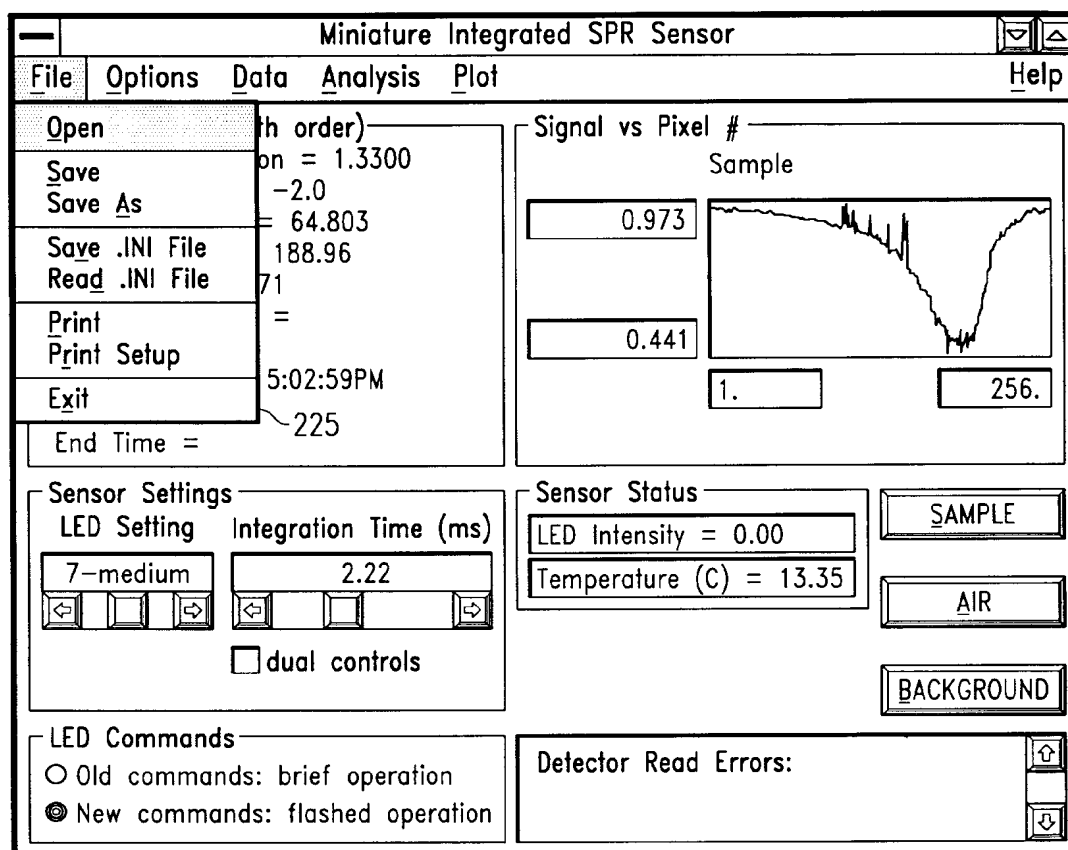 Miniature Integrated SPR Sensor
File Options Data Analysis Plot Help
Open
Save
Save As
Save .INI File
Read .INI File
Print
Print Setup
Exit
th order)
on = 1.3300
-2.0
= 64.803
188.96
71
=
5:02:59PM
225
End Time =
Signal vs Pixel #
Sample
0.973
0.441
1. 256.
Sensor Settings
LED Setting Integration Time (ms)
7-medium 2.22
dual controls
Sensor Status
LED Intensity = 0.00
Temperature (C) = 13.35
SAMPLE
AIR
BACKGROUND
LED Commands
Old commands: brief operation
New commands: flashed operation
Detector Read Errors: